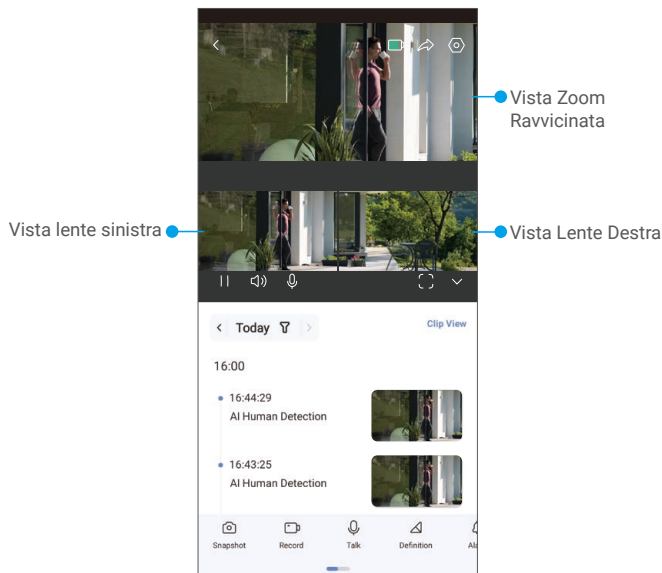 Vista Zoom
Ravvicinata
Vista lente sinistra
Vista Lente Destra
Today
Clip View
16:00
16:44:29
AI Human Detection
16:43:25
AI Human Detection
Snapshot
Record
Talk
Definition